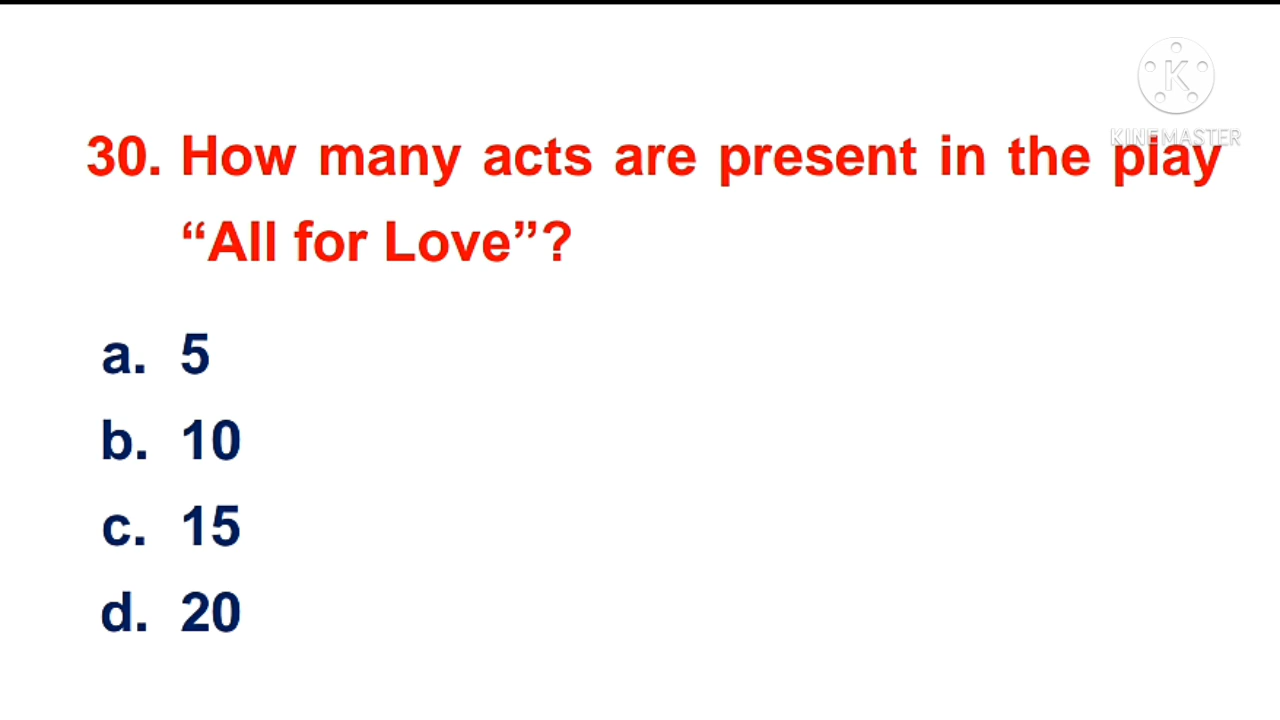 K
KINEMASTER
30. How many acts are present in the play
“All for Love”?
a. 5
b. 10
c. 15
d. 20